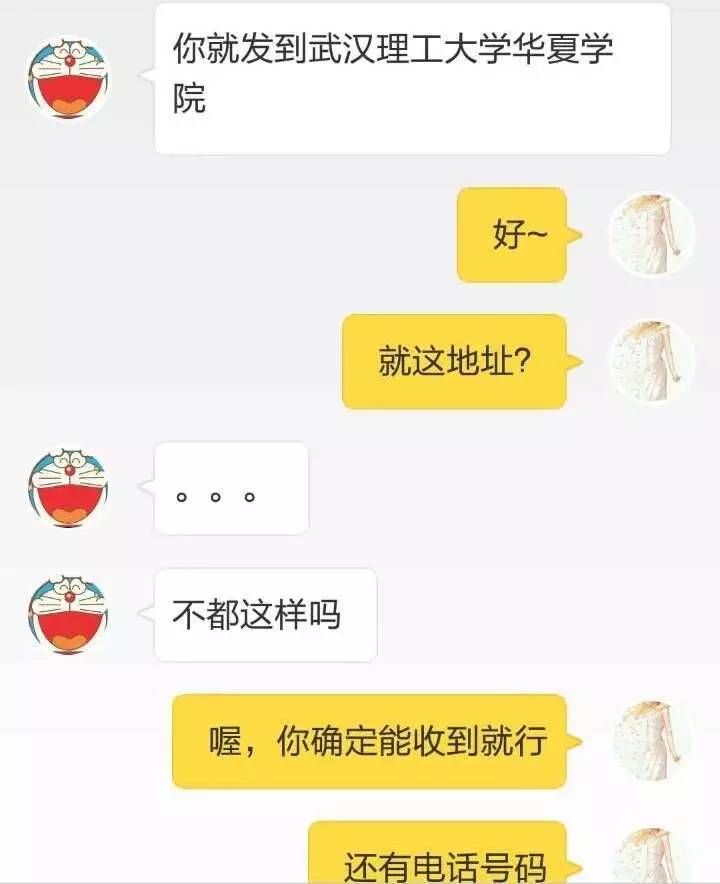 你就发到武汉理工大学华夏学
院
好~
就这地址?
。。。
不都这样吗
喔，你确定能收到就行
还有电话号码